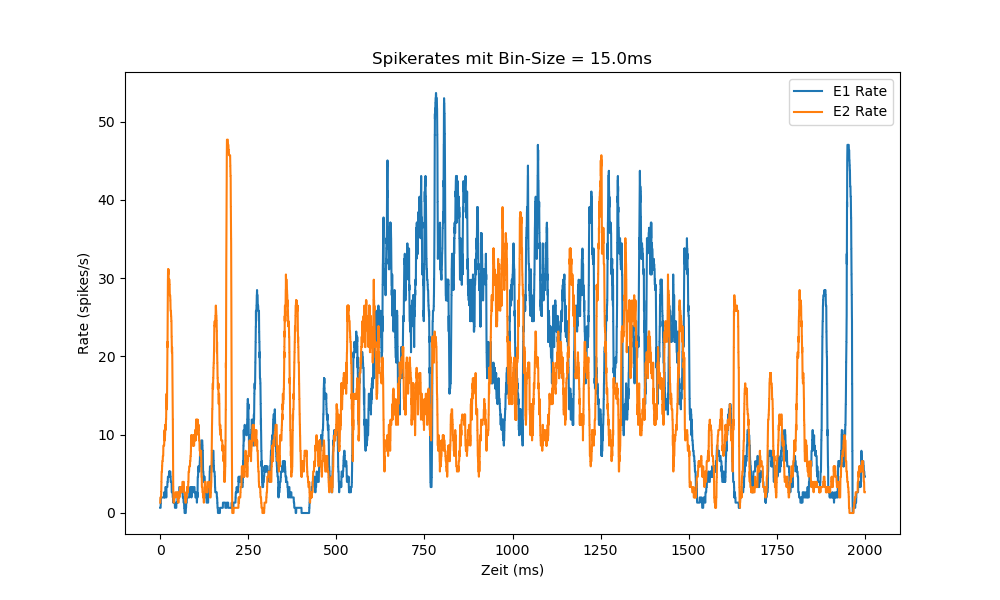 Spikerates mit Bin-Size = 15.0ms
E1 Rate
E2 Rate
Rate (spikes/s)
50
40
30
20
10
0
0 250 500 750 1000 1250 1500 1750 2000
Zeit (ms)